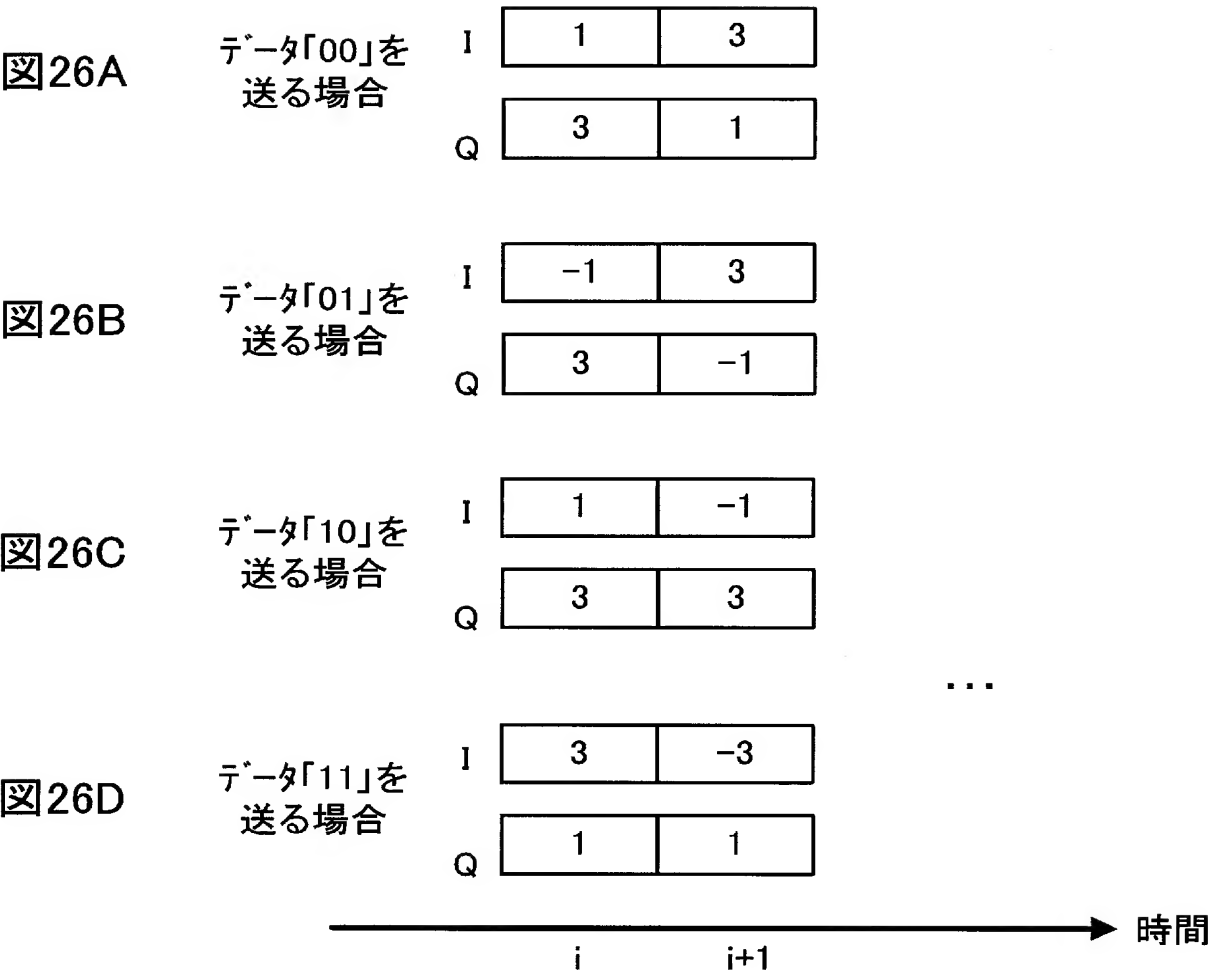 図26A
データ「00」を
送る場合
I 1 3
Q 3 1
図26B
データ「01」を
送る場合
I −1 3
Q 3 −1
図26C
データ「10」を
送る場合
I 1 −1
Q 3 3
...
図26D
データ「11」を
送る場合
I 3 −3
Q 1 1
時間
i i+1